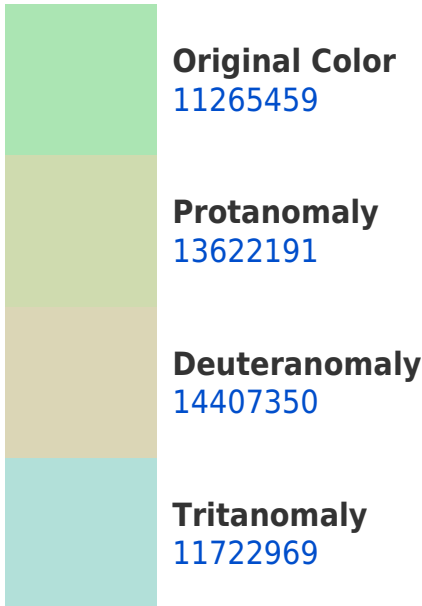 Original Color
11265459
Protanomaly
13622191
Deuteranomaly
14407350
Tritanomaly
11722969